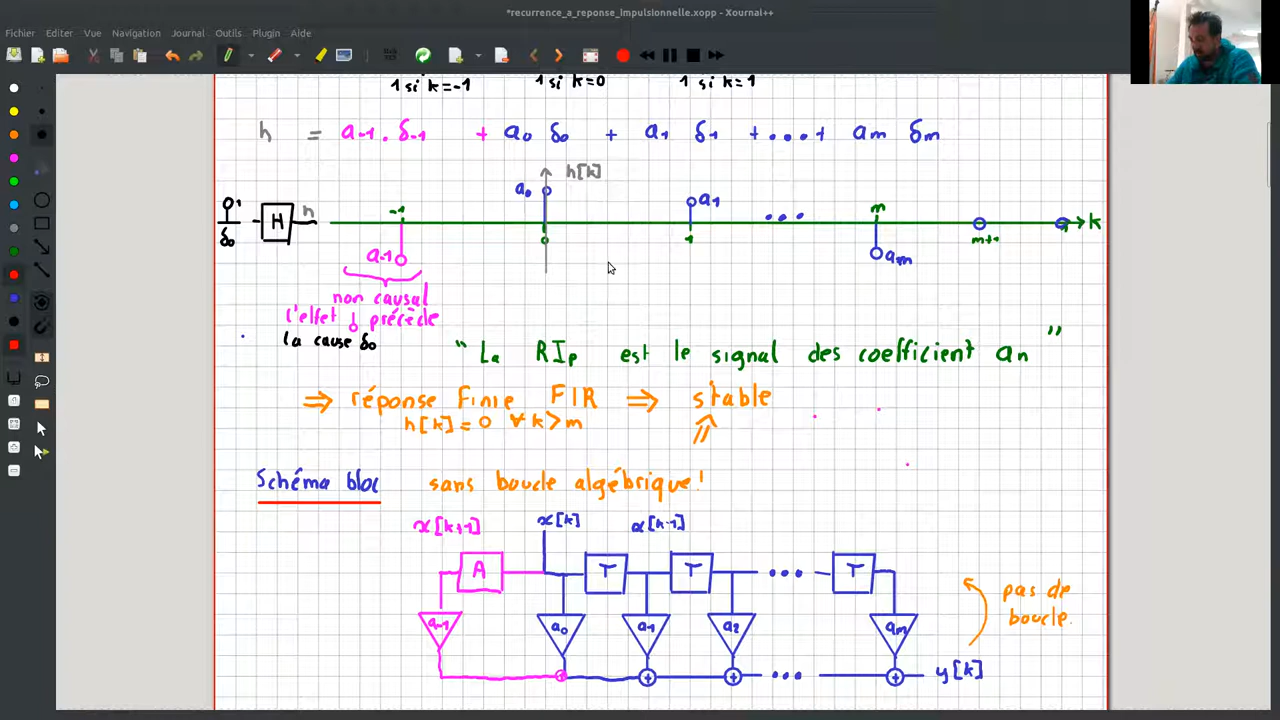 *recurrence_a_reponse_impulsionnelle.xopp - Xournal++
Fichier Editer Vue Navigation Journal Outils Plugin Aide
1 si k=-1 1 si k=0 1 si k=1
h = a-1 . δ-1 + a0 δ0 + a1 δ1 + ... + am δm
a0 h[k]
1 H h -1 a1 ... m k
δ0 0 1 m+1
a-1 am
non causal
l'effet précède
la cause δ0
"La RIp est le signal des coefficient an"
⇒ réponse Finie FIR ⇒ stable
h[k]=0 ∀k>m
Schéma bloc sans boucle algébrique!
x[k+1] x[k] x[k-1]
A T T ... T
pas de
boucle.
a-1 a0 a1 a2 am
+ + + ... + y[k]